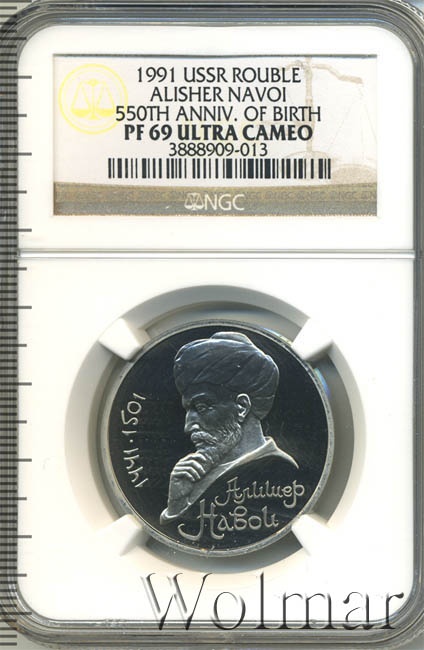 1991 USSR ROUBLE
ALISHER NAVOI
550TH ANNIV. OF BIRTH
PF 69 ULTRA CAMEO
3888909-013
NGC
1441·1501
Алишер
Навои
Wolmar